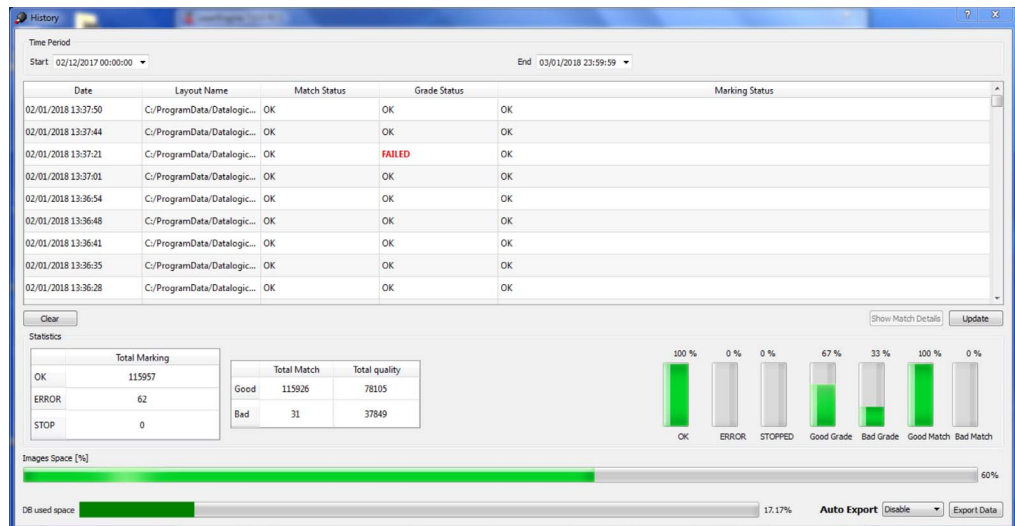 History
Time Period
Start 02/12/2017 00:00:00 End 03/01/2018 23:59:59
Date Layout Name Match Status Grade Status Marking Status
02/01/2018 13:37:50 C:/ProgramData/Datalogic... OK OK OK
02/01/2018 13:37:44 C:/ProgramData/Datalogic... OK OK OK
02/01/2018 13:37:21 C:/ProgramData/Datalogic... OK FAILED OK
02/01/2018 13:37:01 C:/ProgramData/Datalogic... OK OK OK
02/01/2018 13:36:54 C:/ProgramData/Datalogic... OK OK OK
02/01/2018 13:36:48 C:/ProgramData/Datalogic... OK OK OK
02/01/2018 13:36:41 C:/ProgramData/Datalogic... OK OK OK
02/01/2018 13:36:35 C:/ProgramData/Datalogic... OK OK OK
02/01/2018 13:36:28 C:/ProgramData/Datalogic... OK OK OK
Clear Show Match Details Update
Statistics
Total Marking
OK 115957
ERROR 62
STOP 0
Total Match Total quality
Good 115926 78105
Bad 31 37849
100 % 0 % 0 % 67 % 33 % 100 % 0 %
OK ERROR STOPPED Good Grade Bad Grade Good Match Bad Match
Images Space [%]
60%
DB used space 17.17% Auto Export Disable Export Data